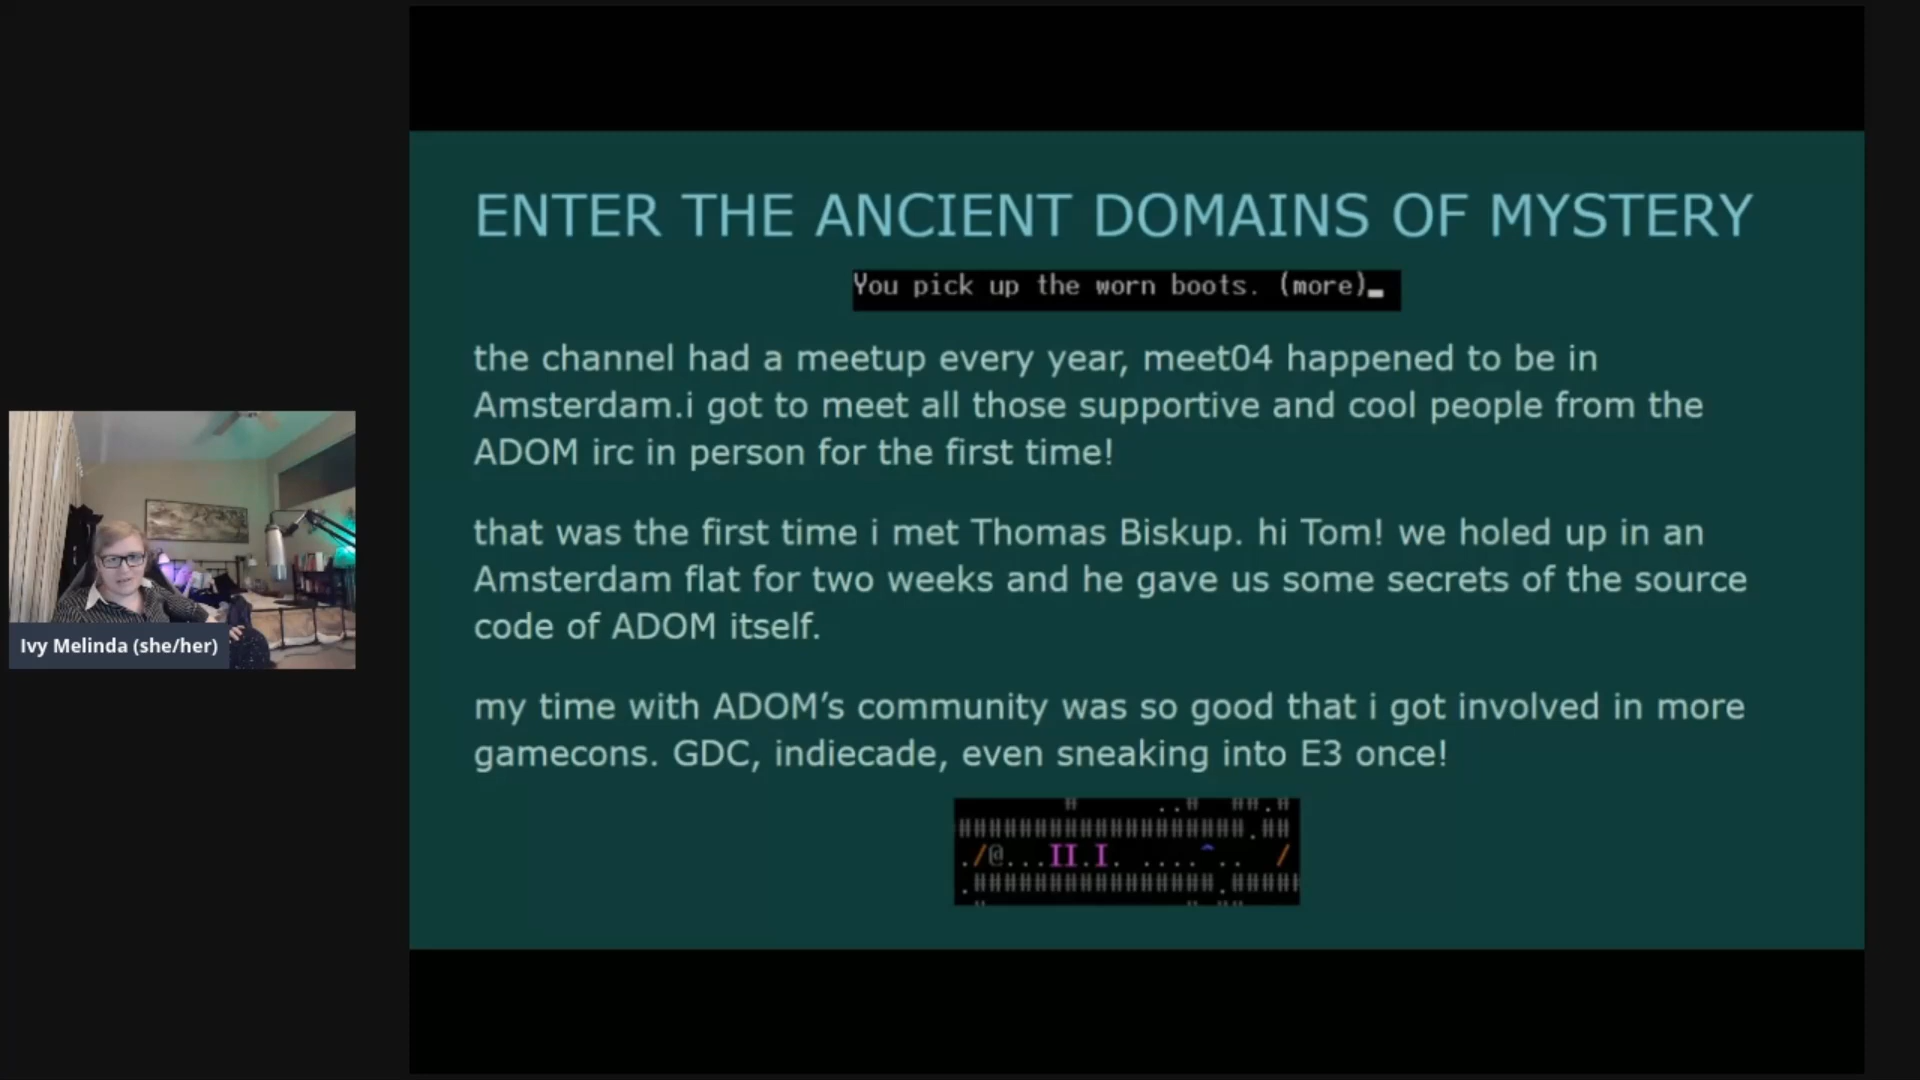 ENTER THE ANCIENT DOMAINS OF MYSTERY
You pick up the worn boots. (more)
the channel had a meetup every year, meet04 happened to be in
Amsterdam.i got to meet all those supportive and cool people from the
ADOM irc in person for the first time!
that was the first time i met Thomas Biskup. hi Tom! we holed up in an
Amsterdam flat for two weeks and he gave us some secrets of the source
code of ADOM itself.
my time with ADOM’s community was so good that i got involved in more
gamecons. GDC, indiecade, even sneaking into E3 once!
# ..# ##.#
###################.##
./@...II.I. ....^.. /
.################.#####
Ivy Melinda (she/her)